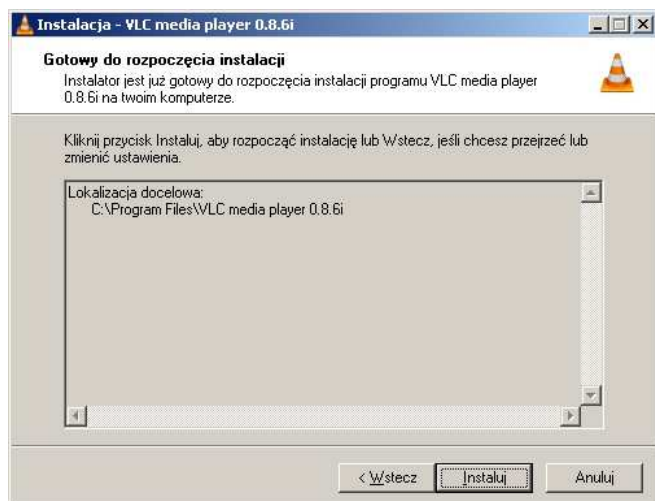 Instalacja - VLC media player 0.8.6i
Gotowy do rozpoczęcia instalacji
Instalator jest już gotowy do rozpoczęcia instalacji programu VLC media player
0.8.6i na twoim komputerze.
Kliknij przycisk Instaluj, aby rozpocząć instalację lub Wstecz, jeśli chcesz przejrzeć lub
zmienić ustawienia.
Lokalizacja docelowa:
C:\Program Files\VLC media player 0.8.6i
< Wstecz
Instaluj
Anuluj